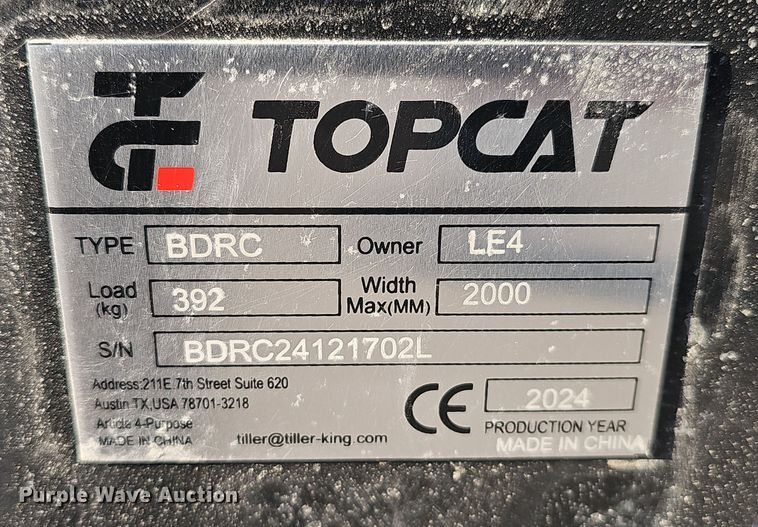 TC TOPCAT
TYPE BDRC Owner LE4
Load (kg) 392 Width Max(MM) 2000
S/N BDRC24121702L
Address:211E 7th Street Suite 620
Austin TX,USA 78701-3218
Article 4-Purpose
MADE IN CHINA tiller@tiller-king.com
CE 2024
PRODUCTION YEAR
MADE IN CHINA
Purple Wave Auction